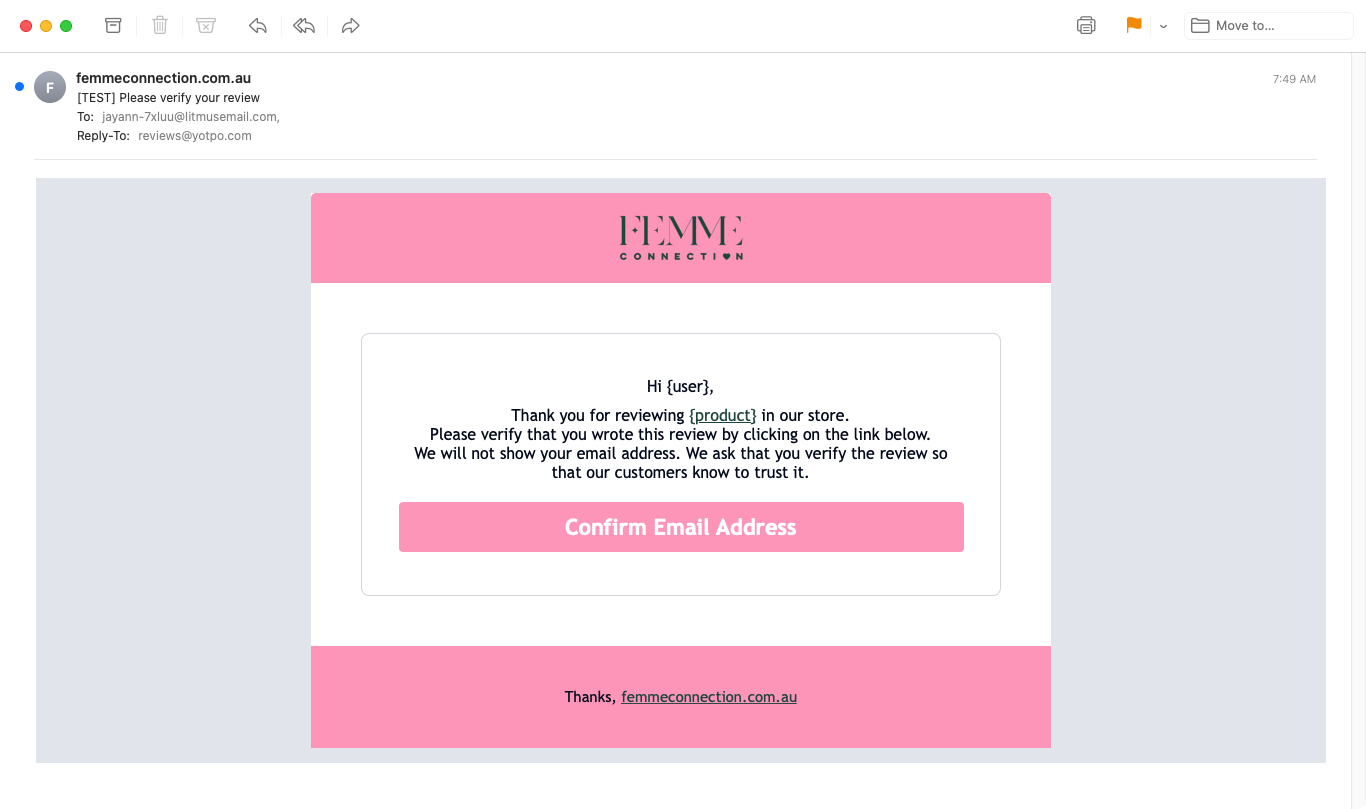 Move to...
F
femmeconnection.com.au
7:49 AM
[TEST] Please verify your review
To: jayann-7xluu@litmusemail.com,
Reply-To: reviews@yotpo.com
FEMME
CONNECTI♥N
Hi {user},
Thank you for reviewing {product} in our store.
Please verify that you wrote this review by clicking on the link below.
We will not show your email address. We ask that you verify the review so
that our customers know to trust it.
Confirm Email Address
Thanks, femmeconnection.com.au